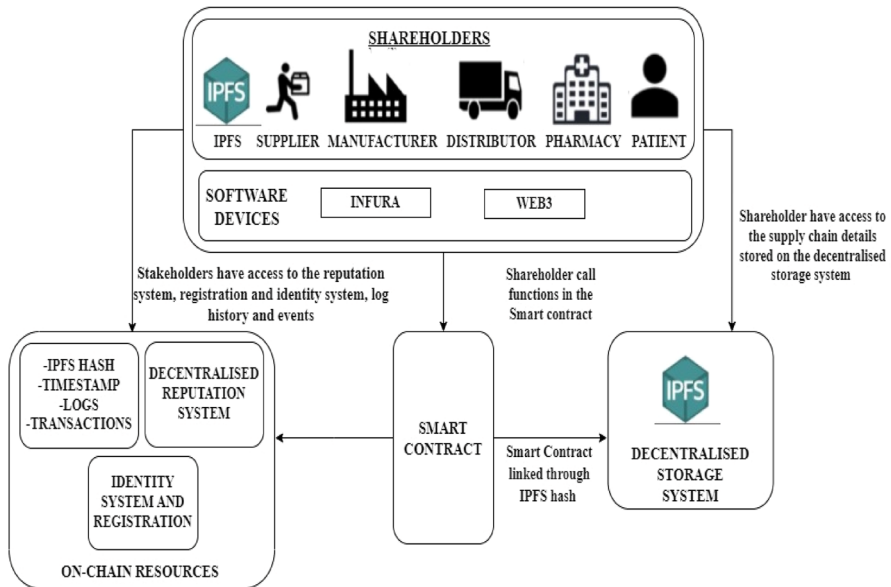 SHAREHOLDERS
IPFS
IPFS SUPPLIER MANUFACTURER DISTRIBUTOR PHARMACY PATIENT
SOFTWARE
DEVICES
INFURA
WEB3
Stakeholders have access to the reputation
system, registration and identity system, log
history and events
Shareholder call
functions in the
Smart contract
Shareholder have access to
the supply chain details
stored on the decentralised
storage system
-IPFS HASH
-TIMESTAMP
-LOGS
-TRANSACTIONS
DECENTRALISED
REPUTATION
SYSTEM
IDENTITY
SYSTEM AND
REGISTRATION
ON-CHAIN RESOURCES
SMART
CONTRACT
Smart Contract
linked through
IPFS hash
IPFS
DECENTRALISED
STORAGE
SYSTEM